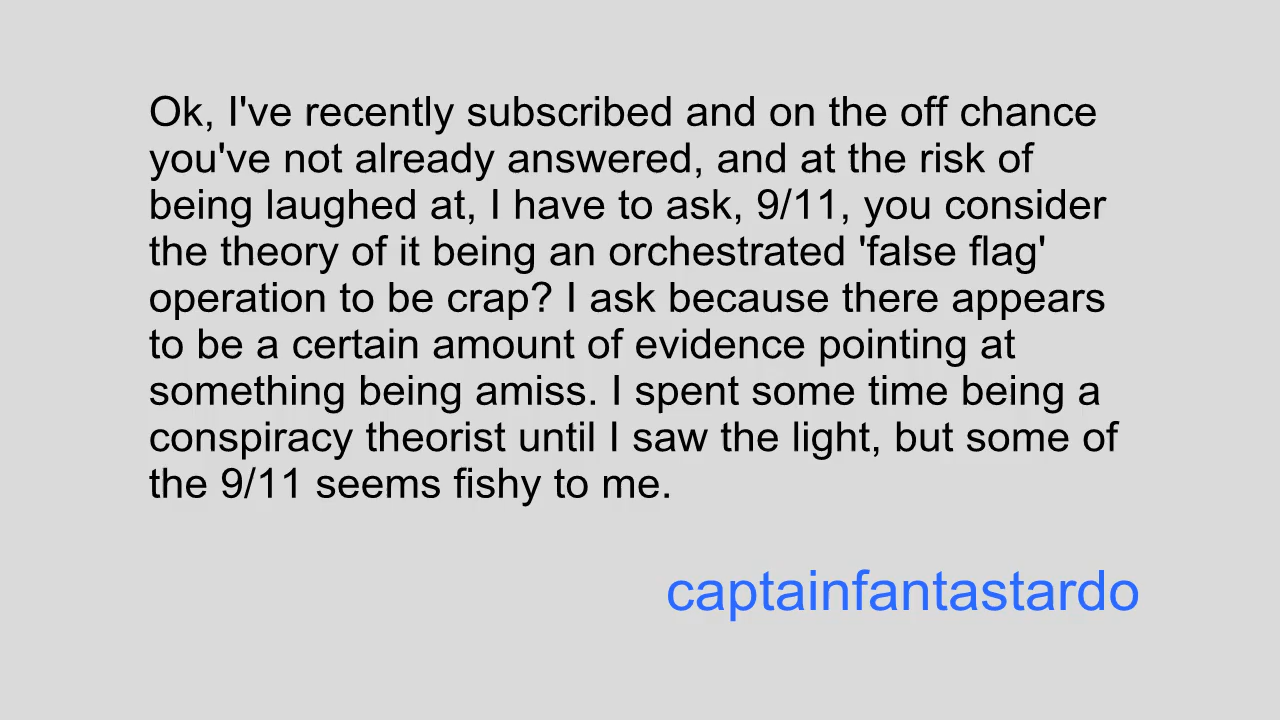 Ok, I've recently subscribed and on the off chance
you've not already answered, and at the risk of
being laughed at, I have to ask, 9/11, you consider
the theory of it being an orchestrated 'false flag'
operation to be crap? I ask because there appears
to be a certain amount of evidence pointing at
something being amiss. I spent some time being a
conspiracy theorist until I saw the light, but some of
the 9/11 seems fishy to me.
captainfantastardo